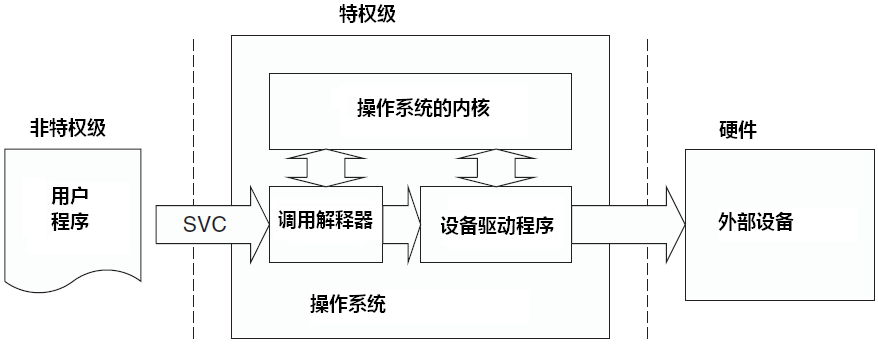 特权级
操作系统的内核
非特权级
硬件
用户
程序
SVC
调用解释器
设备驱动程序
外部设备
操作系统